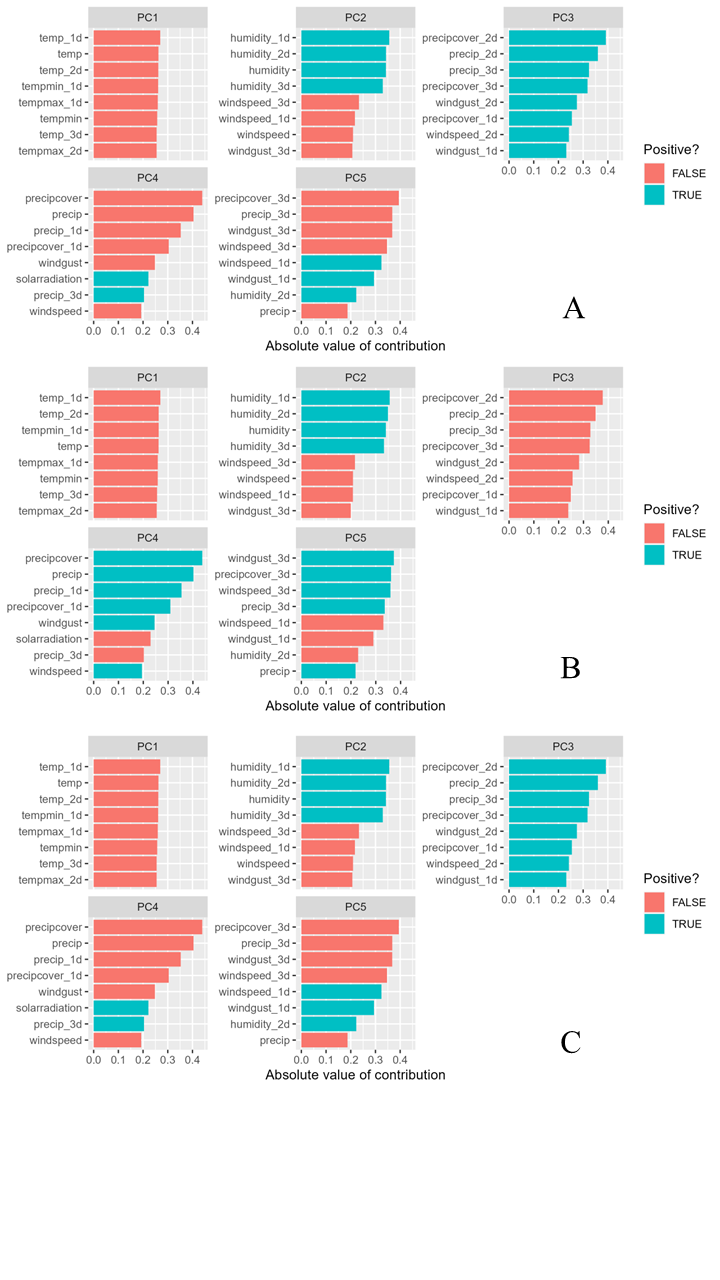 PC1
temp_1d
temp
temp_2d
tempmin_1d
tempmax_1d
tempmin
temp_3d
tempmax_2d
PC2
humidity_1d
humidity_2d
humidity
humidity_3d
windspeed_3d
windspeed_1d
windspeed
windgust_3d
PC3
precipcover_2d
precip_2d
precip_3d
precipcover_3d
windgust_2d
precipcover_1d
windspeed_2d
windgust_1d
0.0 0.1 0.2 0.3 0.4
PC4
precipcover
precip
precip_1d
precipcover_1d
windgust
solarradiation
precip_3d
windspeed
0.0 0.1 0.2 0.3 0.4
PC5
precipcover_3d
precip_3d
windgust_3d
windspeed_3d
windspeed_1d
windgust_1d
humidity_2d
precip
0.0 0.1 0.2 0.3 0.4
Absolute value of contribution
Positive?
FALSE
TRUE
A
PC1
temp_1d
temp_2d
tempmin_1d
temp
tempmax_1d
tempmin
temp_3d
tempmax_2d
PC2
humidity_1d
humidity_2d
humidity
humidity_3d
windspeed_3d
windspeed
windspeed_1d
windgust_3d
PC3
precipcover_2d
precip_2d
precip_3d
precipcover_3d
windgust_2d
windspeed_2d
precipcover_1d
windgust_1d
0.0 0.1 0.2 0.3 0.4
PC4
precipcover
precip
precip_1d
precipcover_1d
windgust
solarradiation
precip_3d
windspeed
0.0 0.1 0.2 0.3 0.4
PC5
windgust_3d
precipcover_3d
windspeed_3d
precip_3d
windspeed_1d
windgust_1d
humidity_2d
precip
0.0 0.1 0.2 0.3 0.4
Absolute value of contribution
Positive?
FALSE
TRUE
B
PC1
temp_1d
temp
temp_2d
tempmin_1d
tempmax_1d
tempmin
temp_3d
tempmax_2d
PC2
humidity_1d
humidity_2d
humidity
humidity_3d
windspeed_3d
windspeed_1d
windspeed
windgust_3d
PC3
precipcover_2d
precip_2d
precip_3d
precipcover_3d
windgust_2d
precipcover_1d
windspeed_2d
windgust_1d
0.0 0.1 0.2 0.3 0.4
PC4
precipcover
precip
precip_1d
precipcover_1d
windgust
solarradiation
precip_3d
windspeed
0.0 0.1 0.2 0.3 0.4
PC5
precipcover_3d
precip_3d
windgust_3d
windspeed_3d
windspeed_1d
windgust_1d
humidity_2d
precip
0.0 0.1 0.2 0.3 0.4
Absolute value of contribution
Positive?
FALSE
TRUE
C